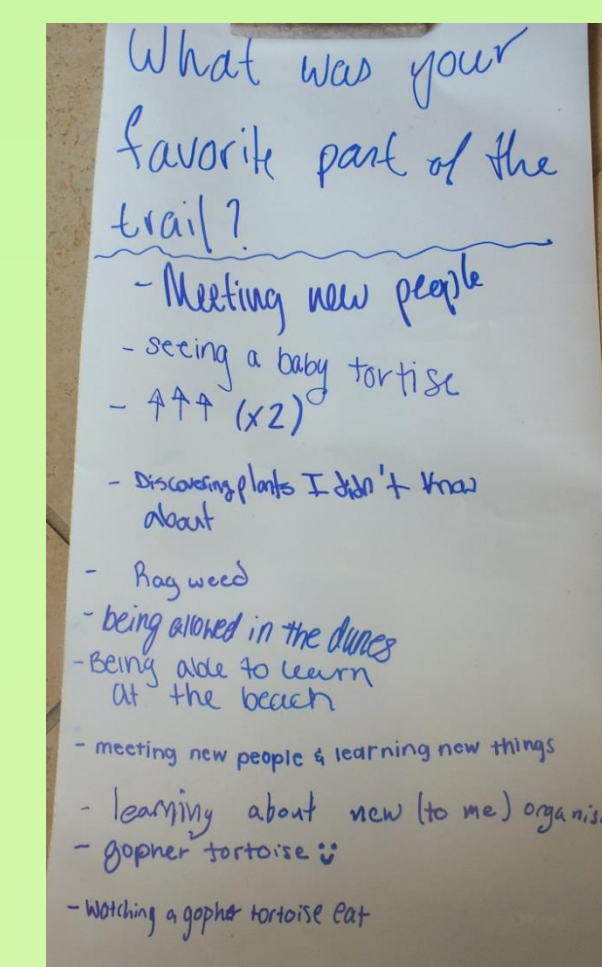 What was your
favorite part of the
trail?
- Meeting new people
- seeing a baby tortise
- ↑↑↑ (x2)
- Discovering plants I didn't know
about
- Rag weed
- being allowed in the dunes
- Being able to learn
at the beach
- meeting new people & learning new things
- learning about new (to me) organis
- gopher tortoise :)
- Watching a gopher tortoise eat